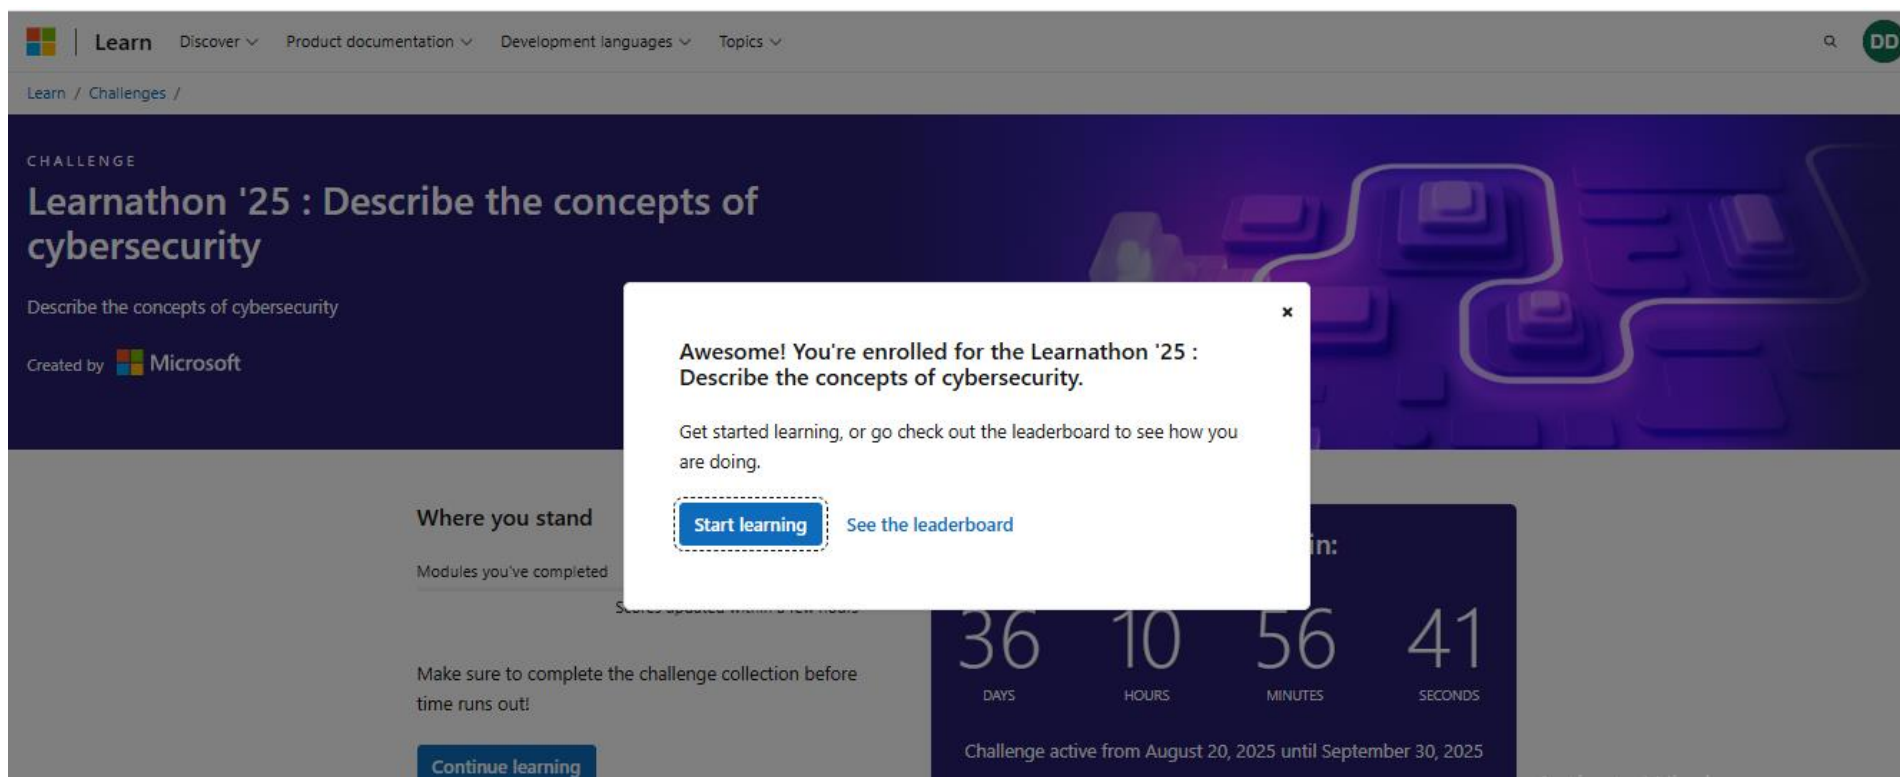 Learn Discover Product documentation Development languages Topics DD
Learn / Challenges /
CHALLENGE
Learnathon '25 : Describe the concepts of
cybersecurity
Describe the concepts of cybersecurity
Created by Microsoft
Awesome! You're enrolled for the Learnathon '25 :
Describe the concepts of cybersecurity.
Get started learning, or go check out the leaderboard to see how you
are doing.
Start learning See the leaderboard
Where you stand
Modules you've completed
Make sure to complete the challenge collection before
time runs out!
Continue learning
in:
36 10 56 41
DAYS HOURS MINUTES SECONDS
Challenge active from August 20, 2025 until September 30, 2025